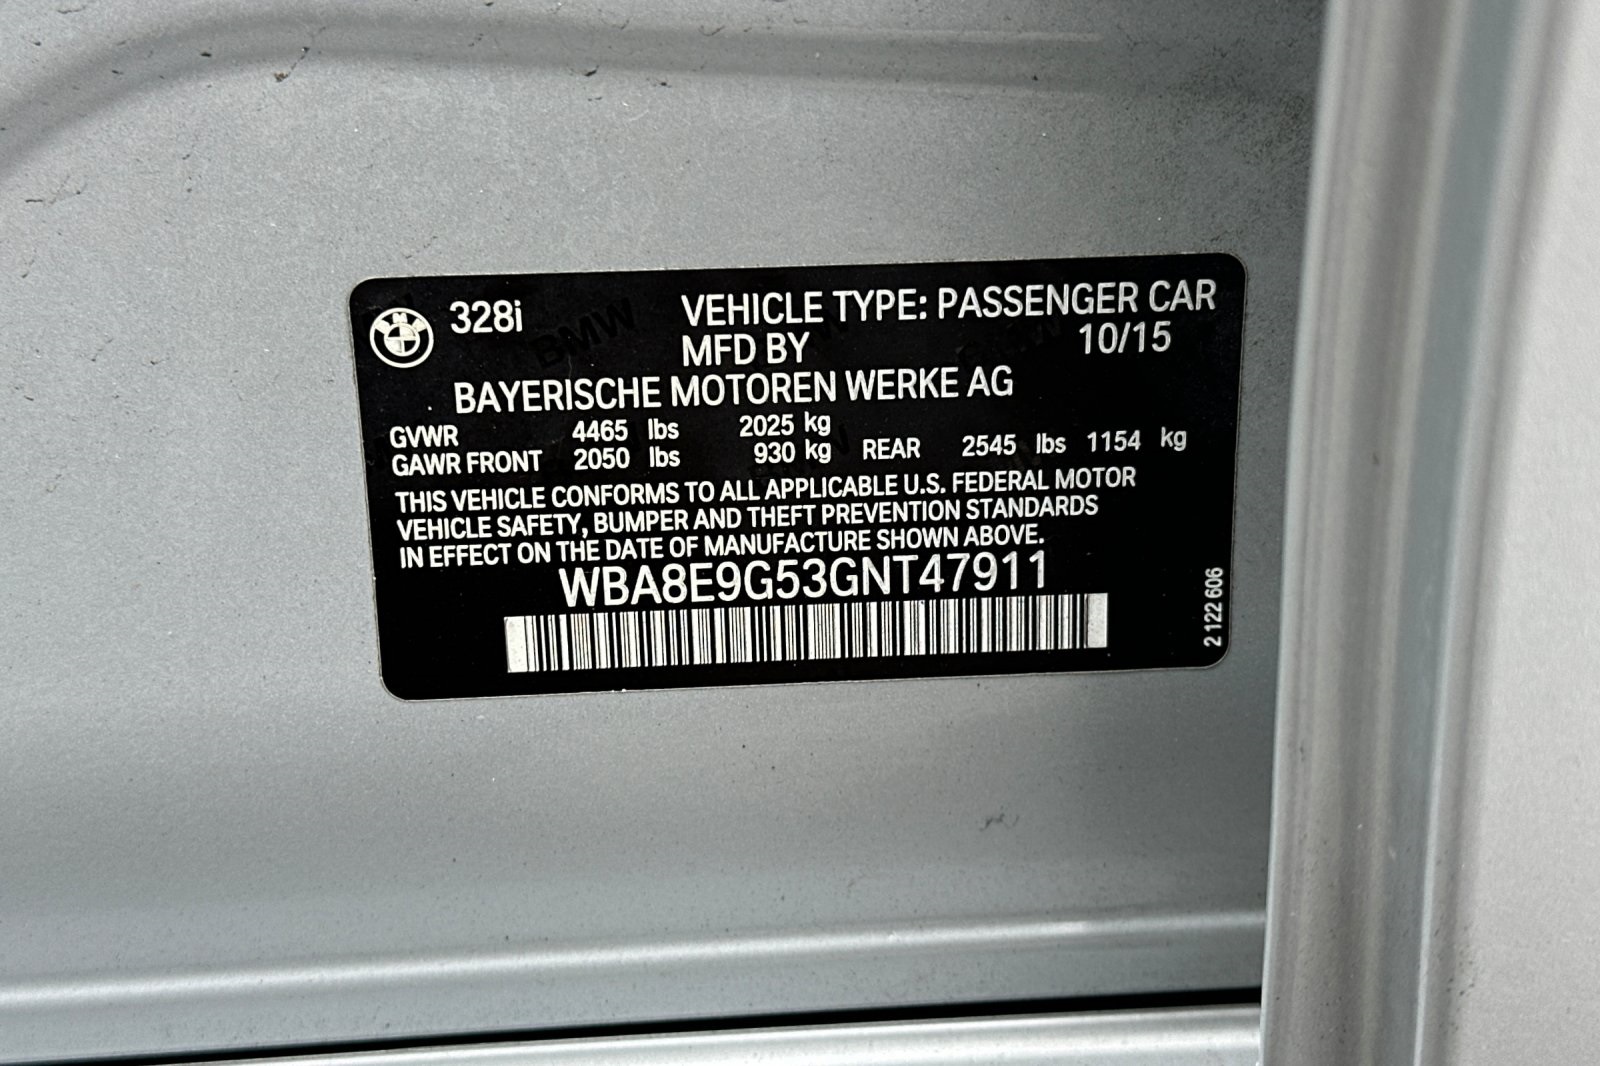 328i VEHICLE TYPE: PASSENGER CAR
MFD BY 10/15
BAYERISCHE MOTOREN WERKE AG
GVWR 4465 lbs 2025 kg
GAWR FRONT 2050 lbs 930 kg REAR 2545 lbs 1154 kg
THIS VEHICLE CONFORMS TO ALL APPLICABLE U.S. FEDERAL MOTOR
VEHICLE SAFETY, BUMPER AND THEFT PREVENTION STANDARDS
IN EFFECT ON THE DATE OF MANUFACTURE SHOWN ABOVE.
WBA8E9G53GNT47911
2 122 606
BMW